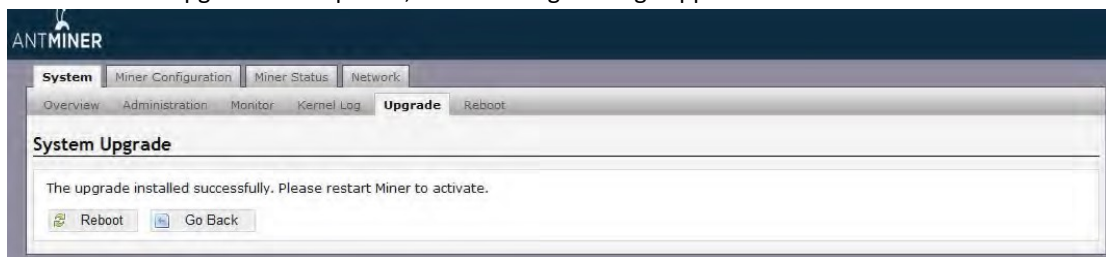 ANTMINER
System Miner Configuration Miner Status Network
Overview Administration Monitor Kernel Log Upgrade Reboot
System Upgrade
The upgrade installed successfully. Please restart Miner to activate.
Reboot Go Back